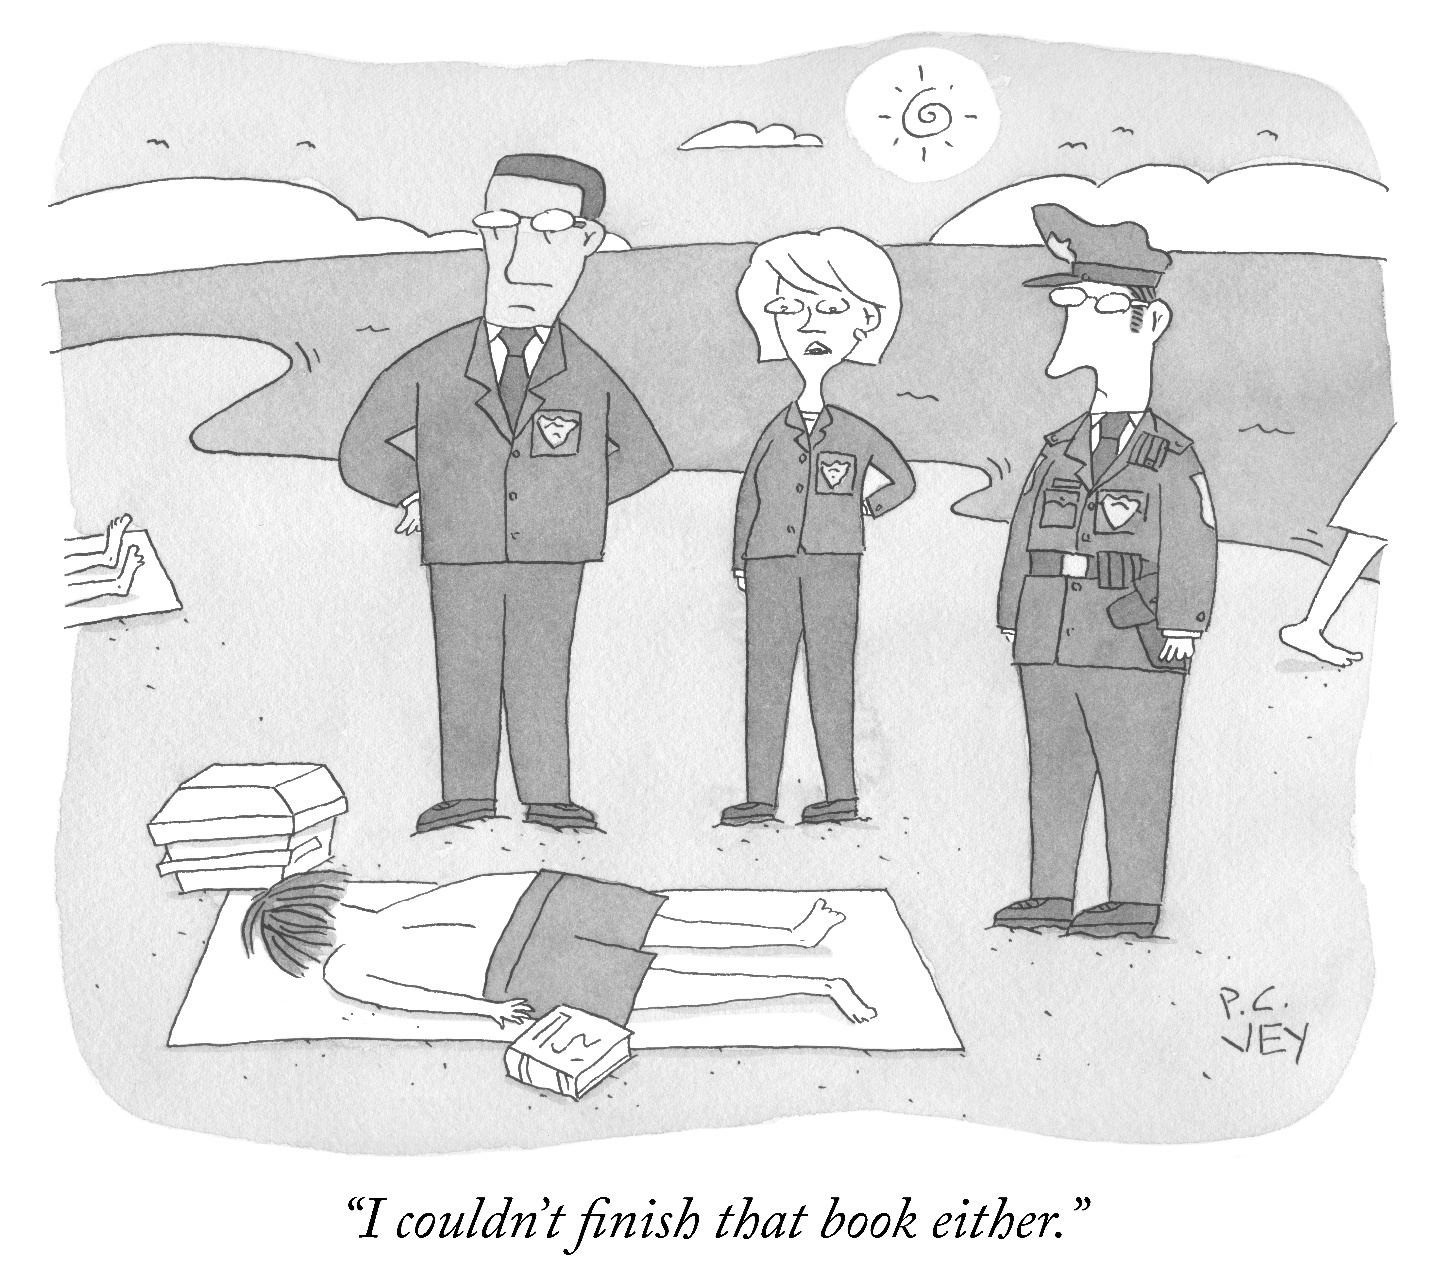 P.C.
VEY
“I couldn’t finish that book either.”